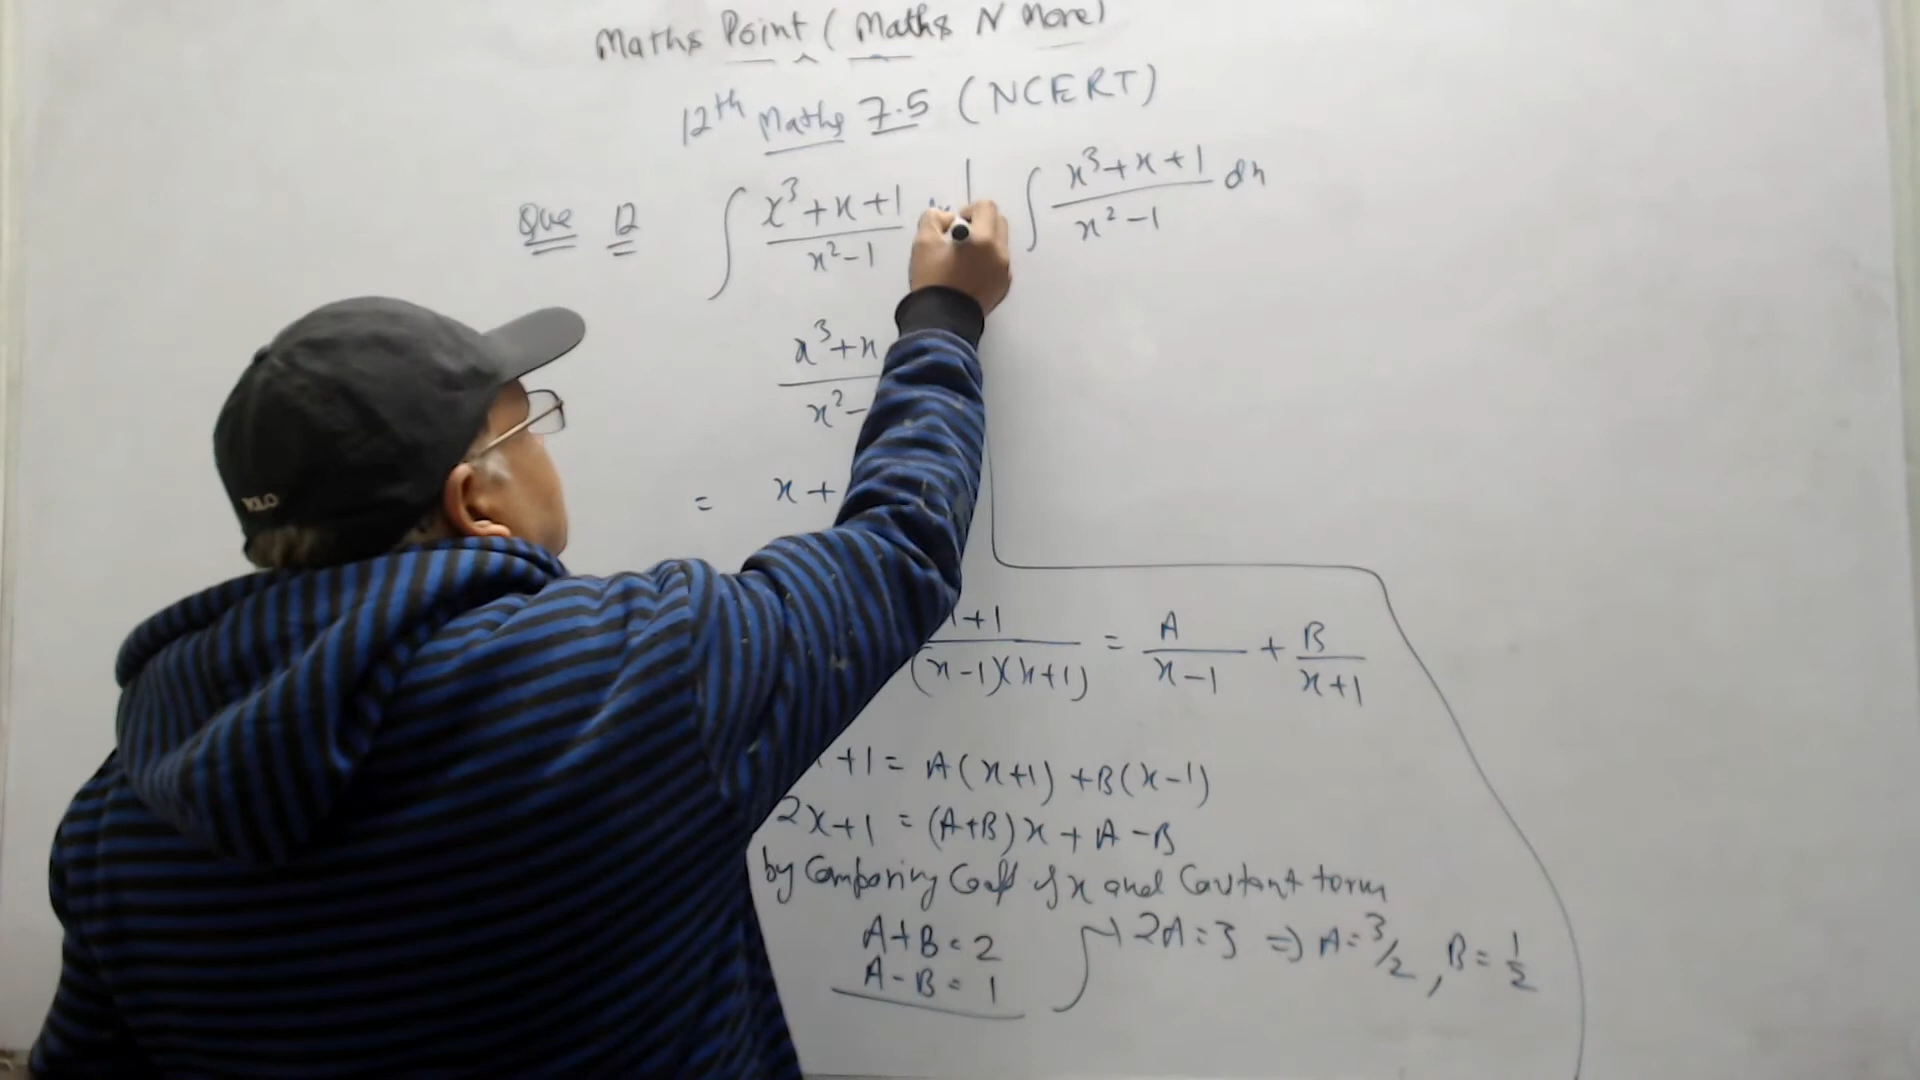 Maths Point (Maths N More)
12th Maths 7.5 (NCERT)
Que 12 ∫ x³+x+1 / x²-1 ∫ x³+x+1 / x²-1 dx
x³+x / x²-
= x+
+1 / (x-1)(x+1) = A / x-1 + B / x+1
+1 = A(x+1) +B(x-1)
2x+1 = (A+B)x + A-B
by Comparing Coeff of x and Constant term
A+B=2
A-B=1
2A=3 ⇒ A=3/2, B=1/2
XLO